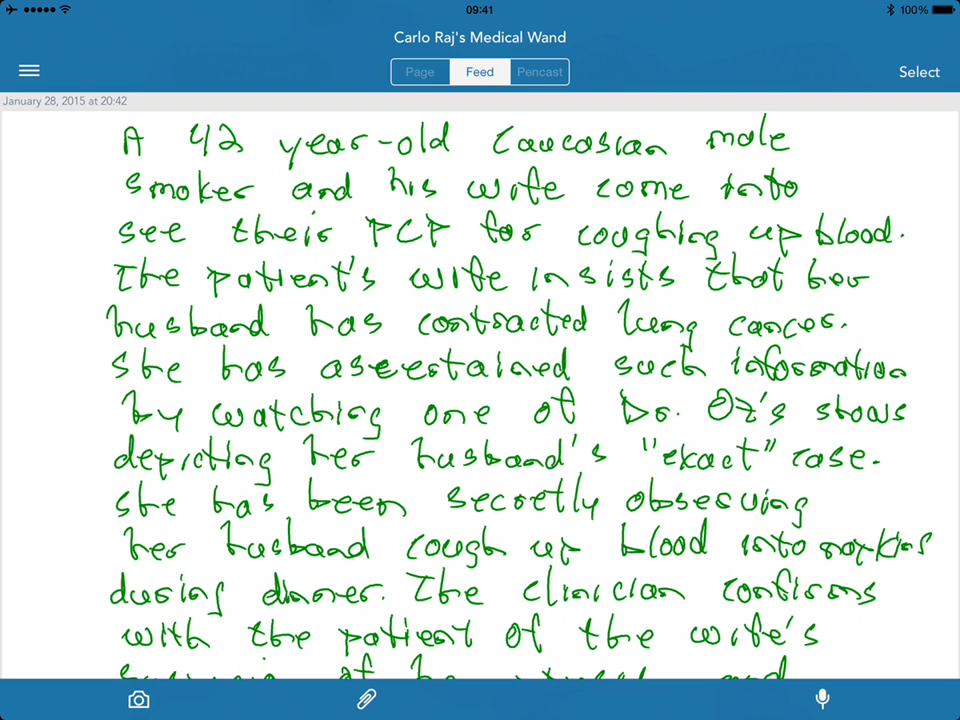 09:41
100%
Carlo Raj's Medical Wand
Page Feed Pencast
Select
January 28, 2015 at 20:42
A 42 year-old Caucasian male
smoker and his wife come into
see their PCP for coughing up blood.
The patient's wife insists that her
husband has contracted lung cancer.
She has asceertained such information
by watching one of Dr. Oz's shows
depicting her husband's "exact" case.
She has been secretly observing
her husband cough up blood into napkins
during dinner. The clinician confirms
with the patient of the wife's